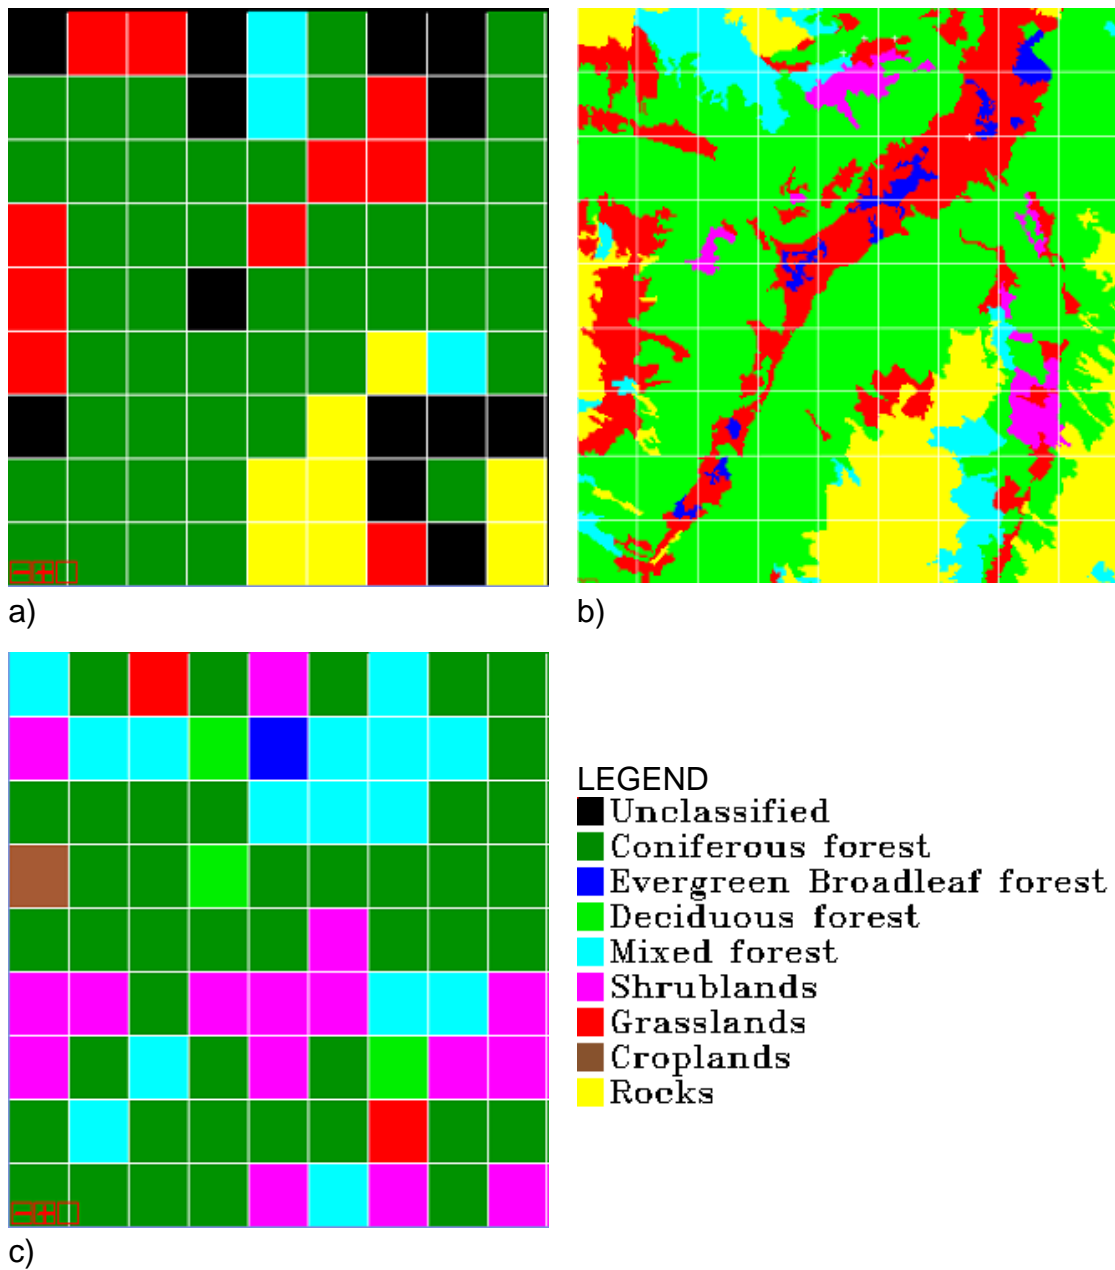 a)
b)
c)
LEGEND
Unclassified
Coniferous forest
Evergreen Broadleaf forest
Deciduous forest
Mixed forest
Shrublands
Grasslands
Croplands
Rocks